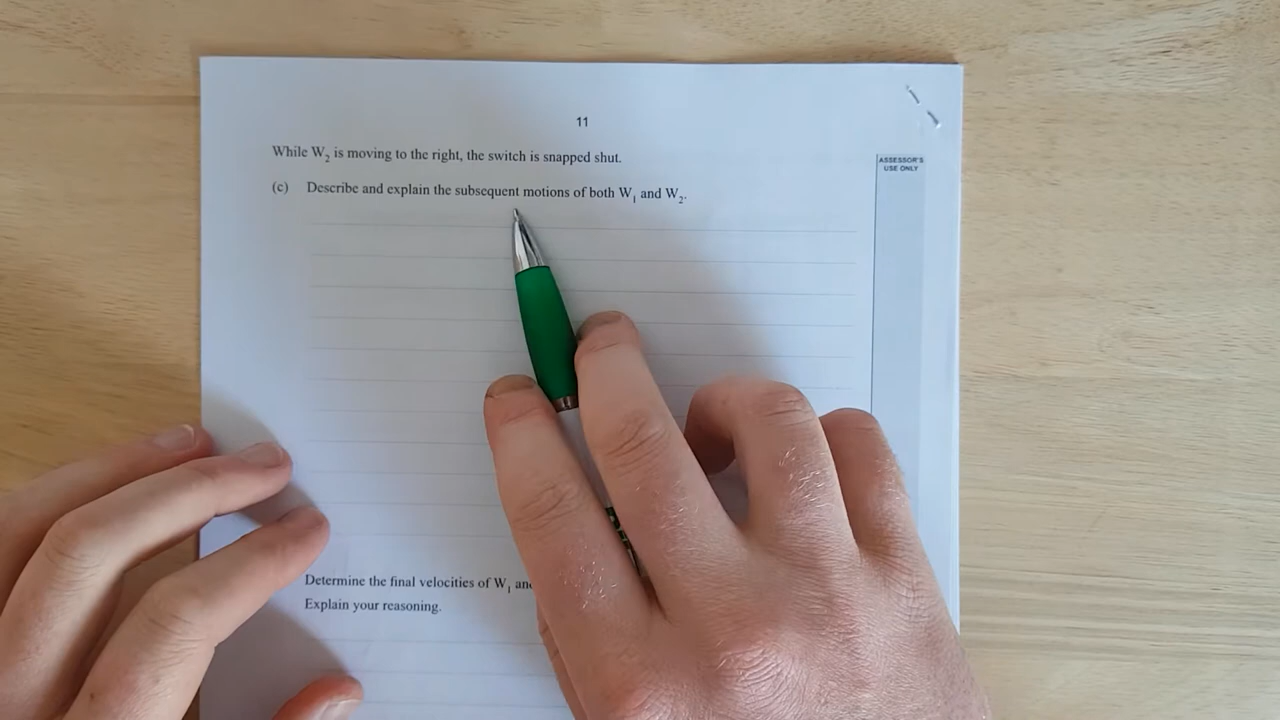 11
While W₂ is moving to the right, the switch is snapped shut.
ASSESSOR'S
USE ONLY
(c) Describe and explain the subsequent motions of both W₁ and W₂.
Determine the final velocities of W₁ and
Explain your reasoning.